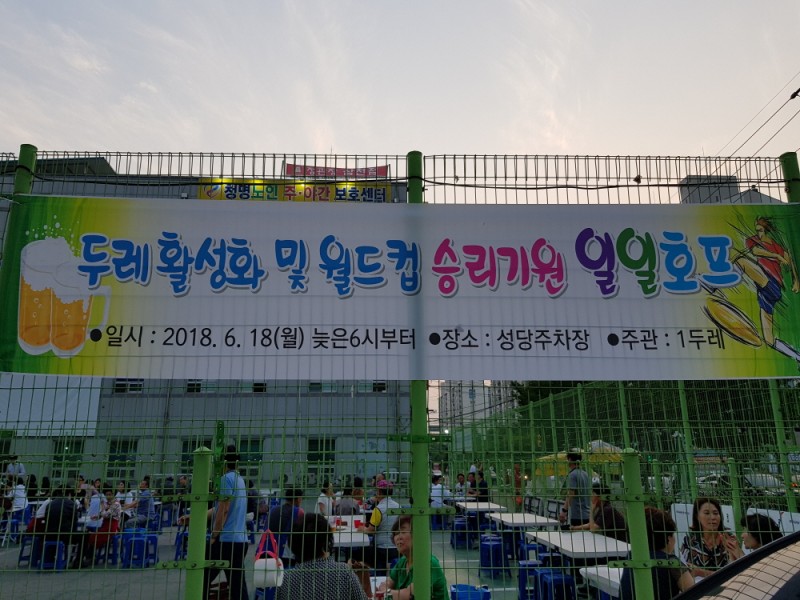 청명노인 주·야간 보호센터
두레 활성화 및 월드컵 승리기원 일일호프
●일시 : 2018. 6. 18(월) 늦은6시부터 ●장소 : 성당주차장 ●주관 : 1두레